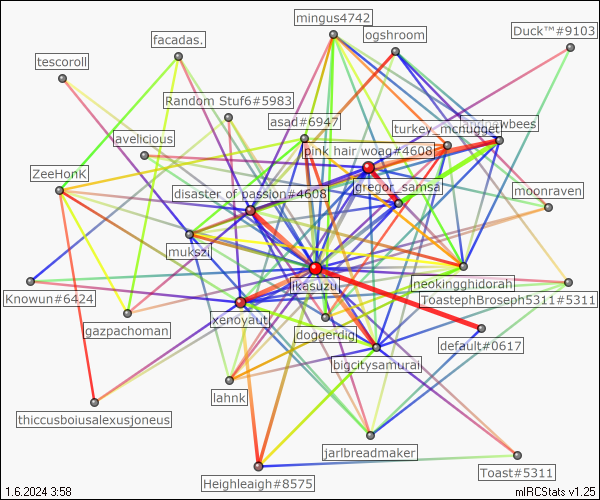 mingus4742
ogshroom
Duck™#9103
facadas.
tescoroll
Random Stuf6#5983
asad#6947
turkey_mcnugget
avelicious
pink hair woag#4608
ZeeHonK
disaster of passion#4608
gregor_samsa
moonraven
mukszi
Ikasuzu
neokingghidorah
Knowun#6424
ToastephBroseph5311#5311
gazpachoman
xenoyaut
doggerdig
default#0617
bigcitysamurai
lahnk
thiccusboiusalexusjoneus
jarlbreadmaker
Heighleaigh#8575
Toast#5311
1.6.2024 3:58
mIRCStats v1.25